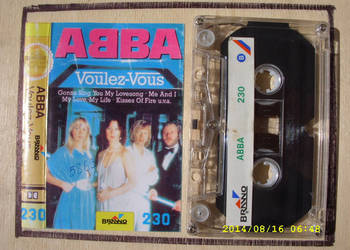 ABBA
Voulez-Vous
Gonna Sing You My Lovesong · Me And I
My Love, My Life · Kisses Of Fire u.v.a.
BRAVO
230
ABBA
BRAVO
230
B
ABBA
230
BRAVO
2014/08/16 06:48